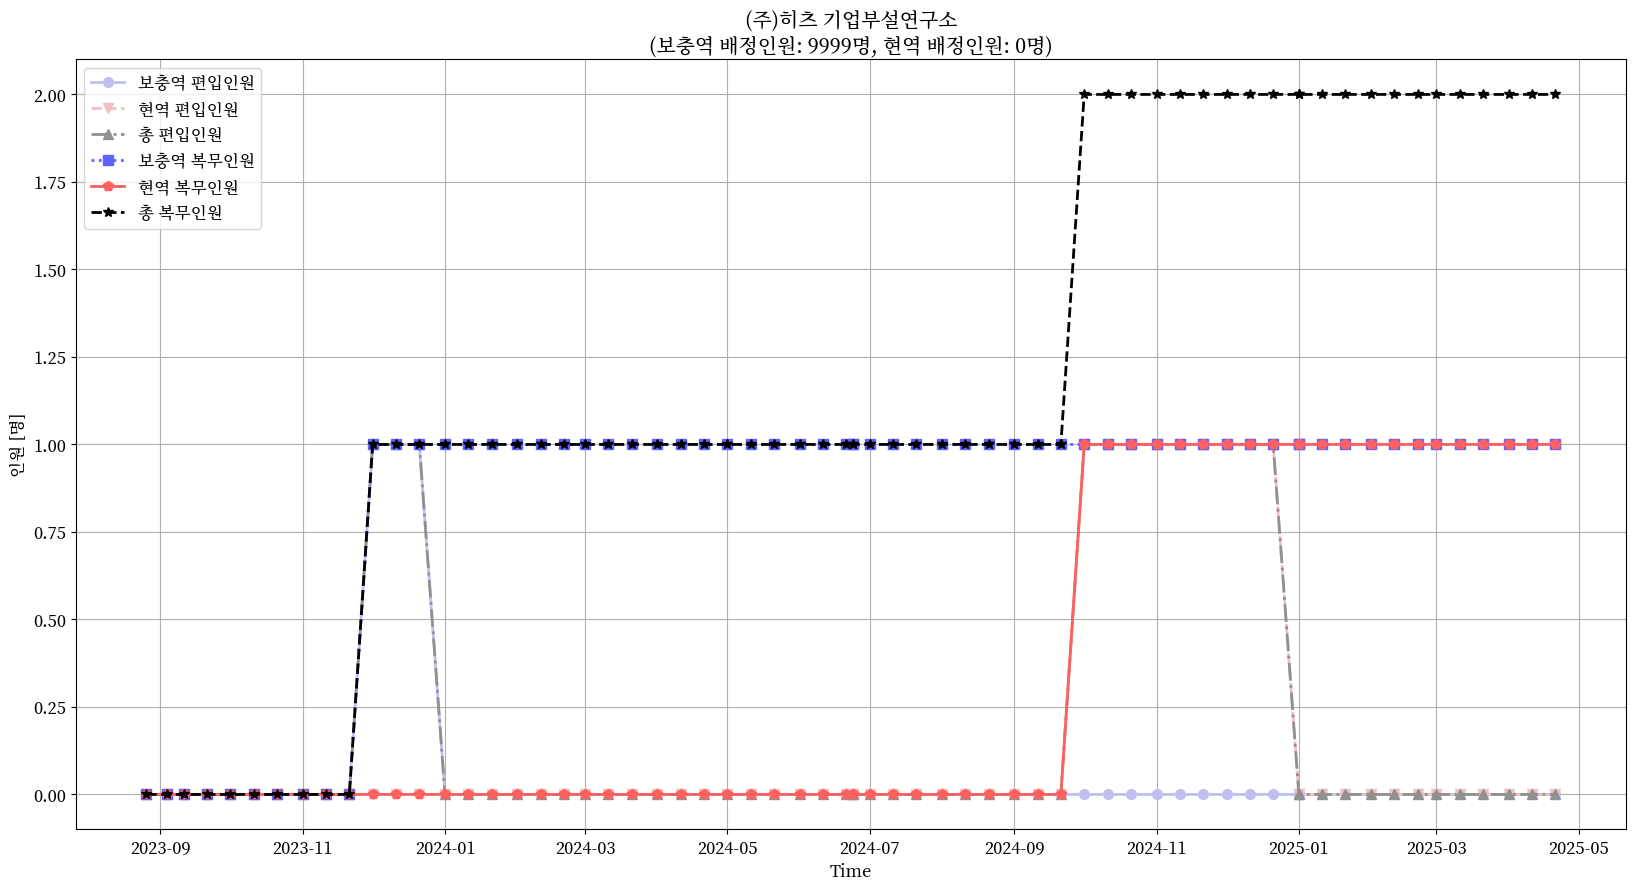 (주)히츠 기업부설연구소
(보충역 배정인원: 9999명, 현역 배정인원: 0명)
보충역 편입인원
현역 편입인원
총 편입인원
보충역 복무인원
현역 복무인원
총 복무인원
2.00
1.75
1.50
1.25
1.00
0.75
0.50
0.25
0.00
인원 [명]
2023-09
2023-11
2024-01
2024-03
2024-05
2024-07
2024-09
2024-11
2025-01
2025-03
2025-05
Time